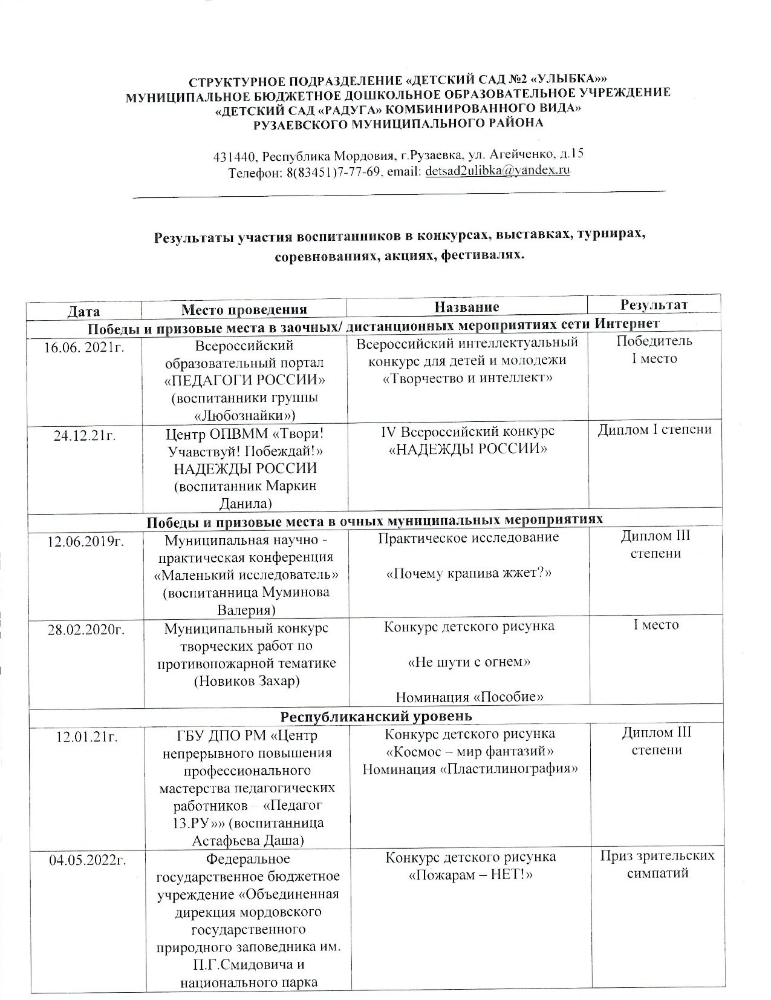 СТРУКТУРНОЕ ПОДРАЗДЕЛЕНИЕ «ДЕТСКИЙ САД №2 «УЛЫБКА»»
МУНИЦИПАЛЬНОЕ БЮДЖЕТНОЕ ДОШКОЛЬНОЕ ОБРАЗОВАТЕЛЬНОЕ УЧРЕЖДЕНИЕ
«ДЕТСКИЙ САД «РАДУГА» КОМБИНИРОВАННОГО ВИДА»
РУЗАЕВСКОГО МУНИЦИПАЛЬНОГО РАЙОНА
431440, Республика Мордовия, г.Рузаевка, ул. Агейченко, д.15
Телефон: 8(83451)7-77-69, email: detsad2ulibka@yandex.ru
Результаты участия воспитанников в конкурсах, выставках, турнирах,
соревнованиях, акциях, фестивалях.
Дата Место проведения Название Результат
Победы и призовые места в заочных/ дистанционных мероприятиях сети Интернет
16.06. 2021г.
Всероссийский
образовательный портал
«ПЕДАГОГИ РОССИИ»
(воспитанники группы
«Любознайки»)
Всероссийский интеллектуальный
конкурс для детей и молодежи
«Творчество и интеллект»
Победитель
I место
24.12.21г.
Центр ОПВММ «Твори!
Учавствуй! Побеждай!»
НАДЕЖДЫ РОССИИ
(воспитанник Маркин
Данила)
IV Всероссийский конкурс
«НАДЕЖДЫ РОССИИ»
Диплом I степени
Победы и призовые места в очных муниципальных мероприятиях
12.06.2019г.
Муниципальная научно -
практическая конференция
«Маленький исследователь»
(воспитанница Муминова
Валерия)
Практическое исследование
«Почему крапива жжет?»
Диплом III
степени
28.02.2020г.
Муниципальный конкурс
творческих работ по
противопожарной тематике
(Новиков Захар)
Конкурс детского рисунка
«Не шути с огнем»
Номинация «Пособие»
I место
Республиканский уровень
12.01.21г.
ГБУ ДПО РМ «Центр
непрерывного повышения
профессионального
мастерства педагогических
работников – «Педагог
13.РУ»» (воспитанница
Астафьева Даша)
Конкурс детского рисунка
«Космос – мир фантазий»
Номинация «Пластилинография»
Диплом III
степени
04.05.2022г.
Федеральное
государственное бюджетное
учреждение «Объединенная
дирекция мордовского
государственного
природного заповедника им.
П.Г.Смидовича и
национального парка
Конкурс детского рисунка
«Пожарам – НЕТ!»
Приз зрительских
симпатий